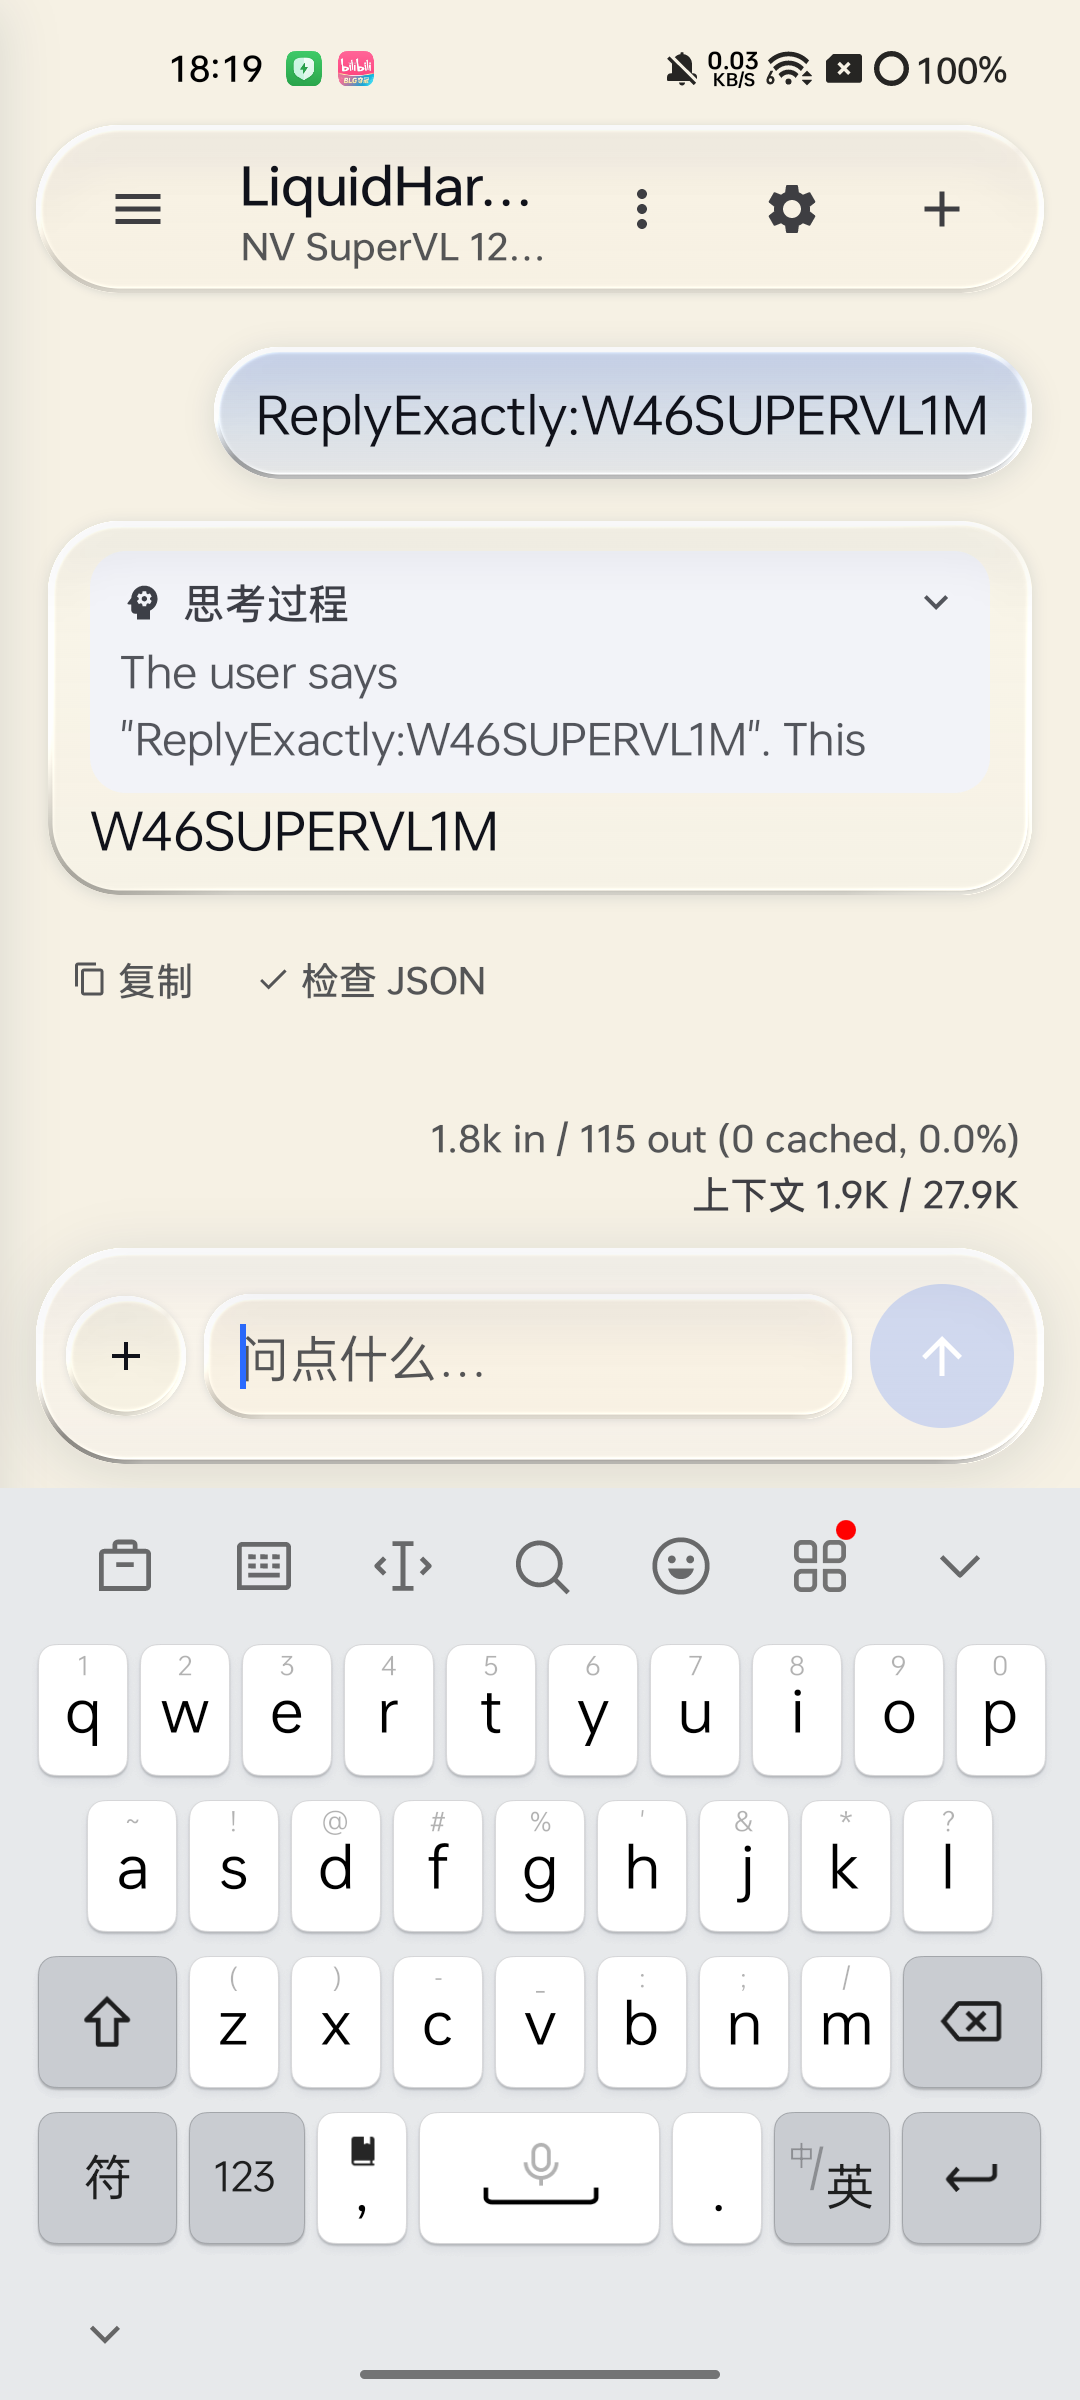 18:19
0.03
KB/S
6
100%
LiquidHar...
NV SuperVL 12...
ReplyExactly:W46SUPERVL1M
思考过程
The user says
"ReplyExactly:W46SUPERVL1M". This
W46SUPERVL1M
复制
检查 JSON
1.8k in / 115 out (0 cached, 0.0%)
上下文 1.9K / 27.9K
问点什么...
1 2 3 4 5 6 7 8 9 0
q w e r t y u i o p
~ ! @ # % ' & * ?
a s d f g h j k l
( ) - _ : ; /
z x c v b n m
符 123 , . 中/英